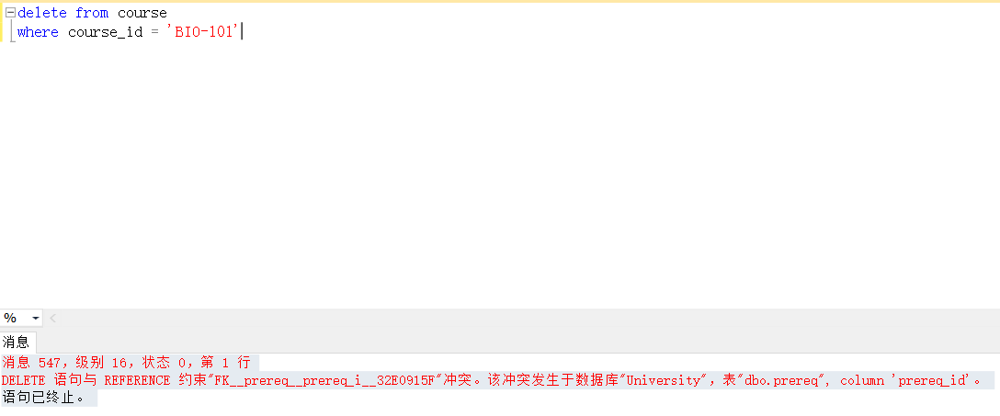 delete from course
where course_id = 'BIO-101'
%
消息
消息 547，级别 16，状态 0，第 1 行
DELETE 语句与 REFERENCE 约束"FK__prereq__prereq_i__32E0915F"冲突。该冲突发生于数据库"University"，表"dbo.prereq", column 'prereq_id'。
语句已终止。